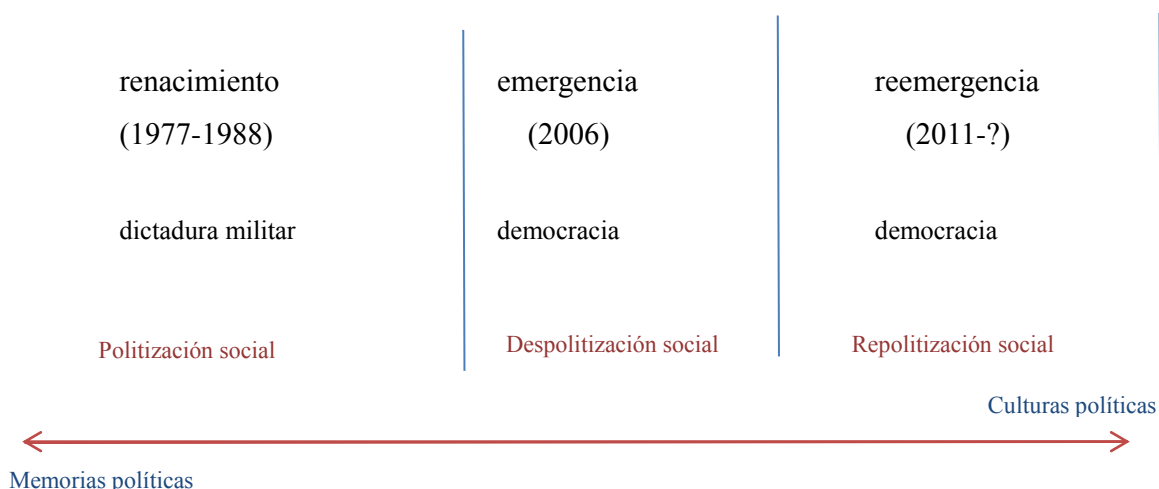 renacimiento
(1977-1988)
dictadura militar
Politización social
emergencia
(2006)
democracia
Despolitización social
reemergencia
(2011-?)
democracia
Repolitización social
Culturas políticas
Memorias políticas